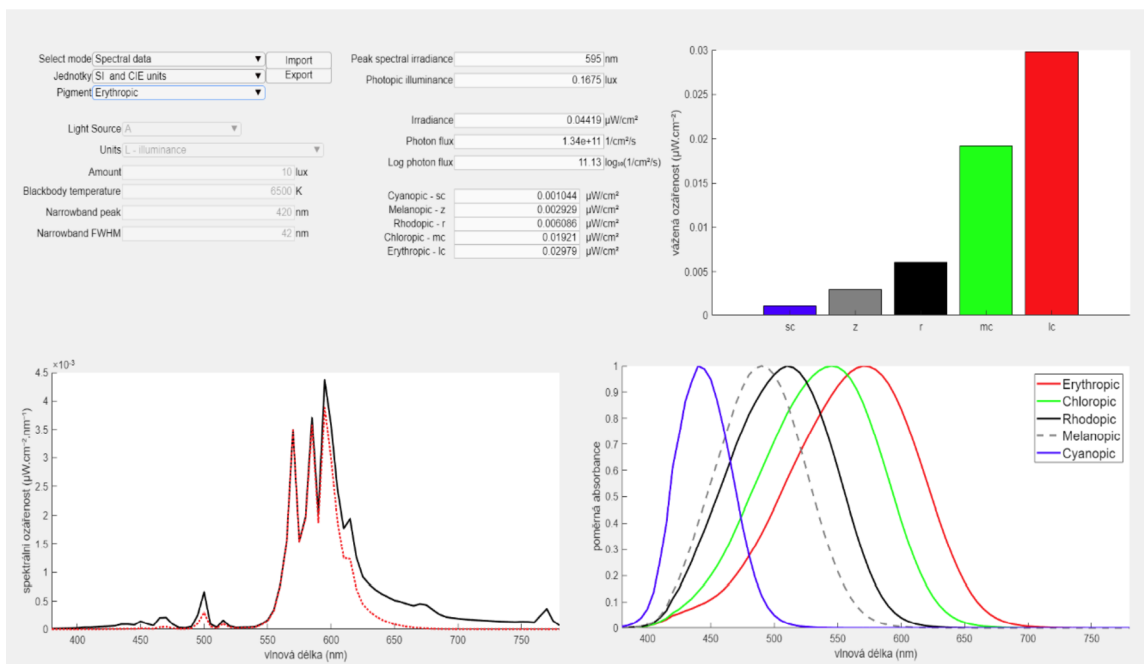 Select mode Spectral data ▼ Import
Jednotky SI and CIE units ▼ Export
Pigment Erythropic ▼
Light Source A ▼
Units L - illuminance ▼
Amount 10 lux
Blackbody temperature 6500 K
Narrowband peak 420 nm
Narrowband FWHM 42 nm
Peak spectral irradiance 595 nm
Photopic illuminance 0.1675 lux
Irradiance 0.04419 µW/cm²
Photon flux 1.34e+11 1/cm²/s
Log photon flux 11.13 log₁₀(1/cm²/s)
Cyanopic - sc 0.001044 µW/cm²
Melanopic - z 0.002929 µW/cm²
Rhodopic - r 0.006086 µW/cm²
Chloropic - mc 0.01921 µW/cm²
Erythropic - lc 0.02979 µW/cm²
vážená ozářenost (µW.cm⁻²)
0.03
0.025
0.02
0.015
0.01
0.005
0
sc z r mc lc
×10⁻³
spektrální ozářenost (µW.cm⁻².nm⁻¹)
4.5
4
3.5
3
2.5
2
1.5
1
0.5
0
400 450 500 550 600 650 700 750
vlnová délka (nm)
poměrná absorbance
1
0.9
0.8
0.7
0.6
0.5
0.4
0.3
0.2
0.1
0
400 450 500 550 600 650 700 750
vlnová délka (nm)
Erythropic
Chloropic
Rhodopic
Melanopic
Cyanopic